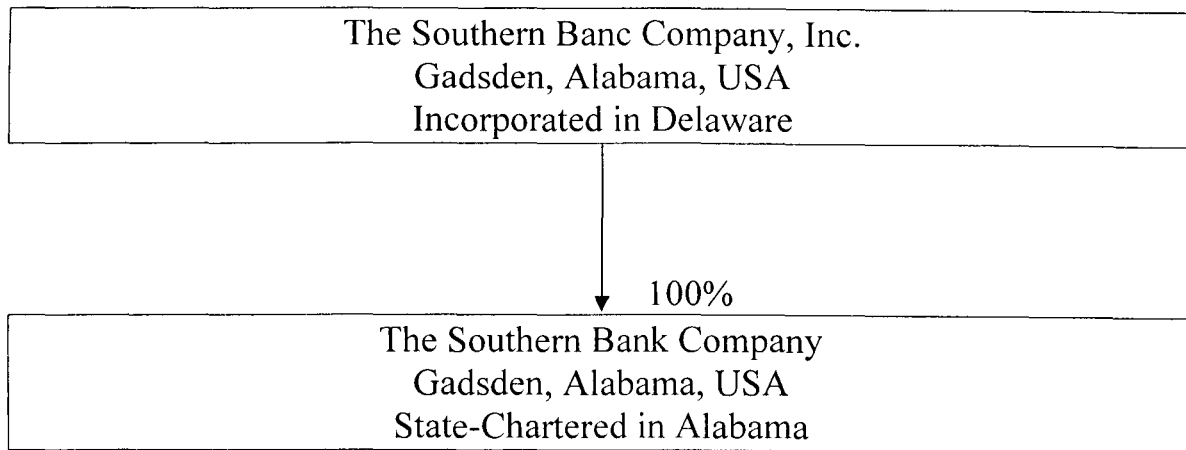 The Southern Banc Company, Inc.
Gadsden, Alabama, USA
Incorporated in Delaware
100%
The Southern Bank Company
Gadsden, Alabama, USA
State-Chartered in Alabama